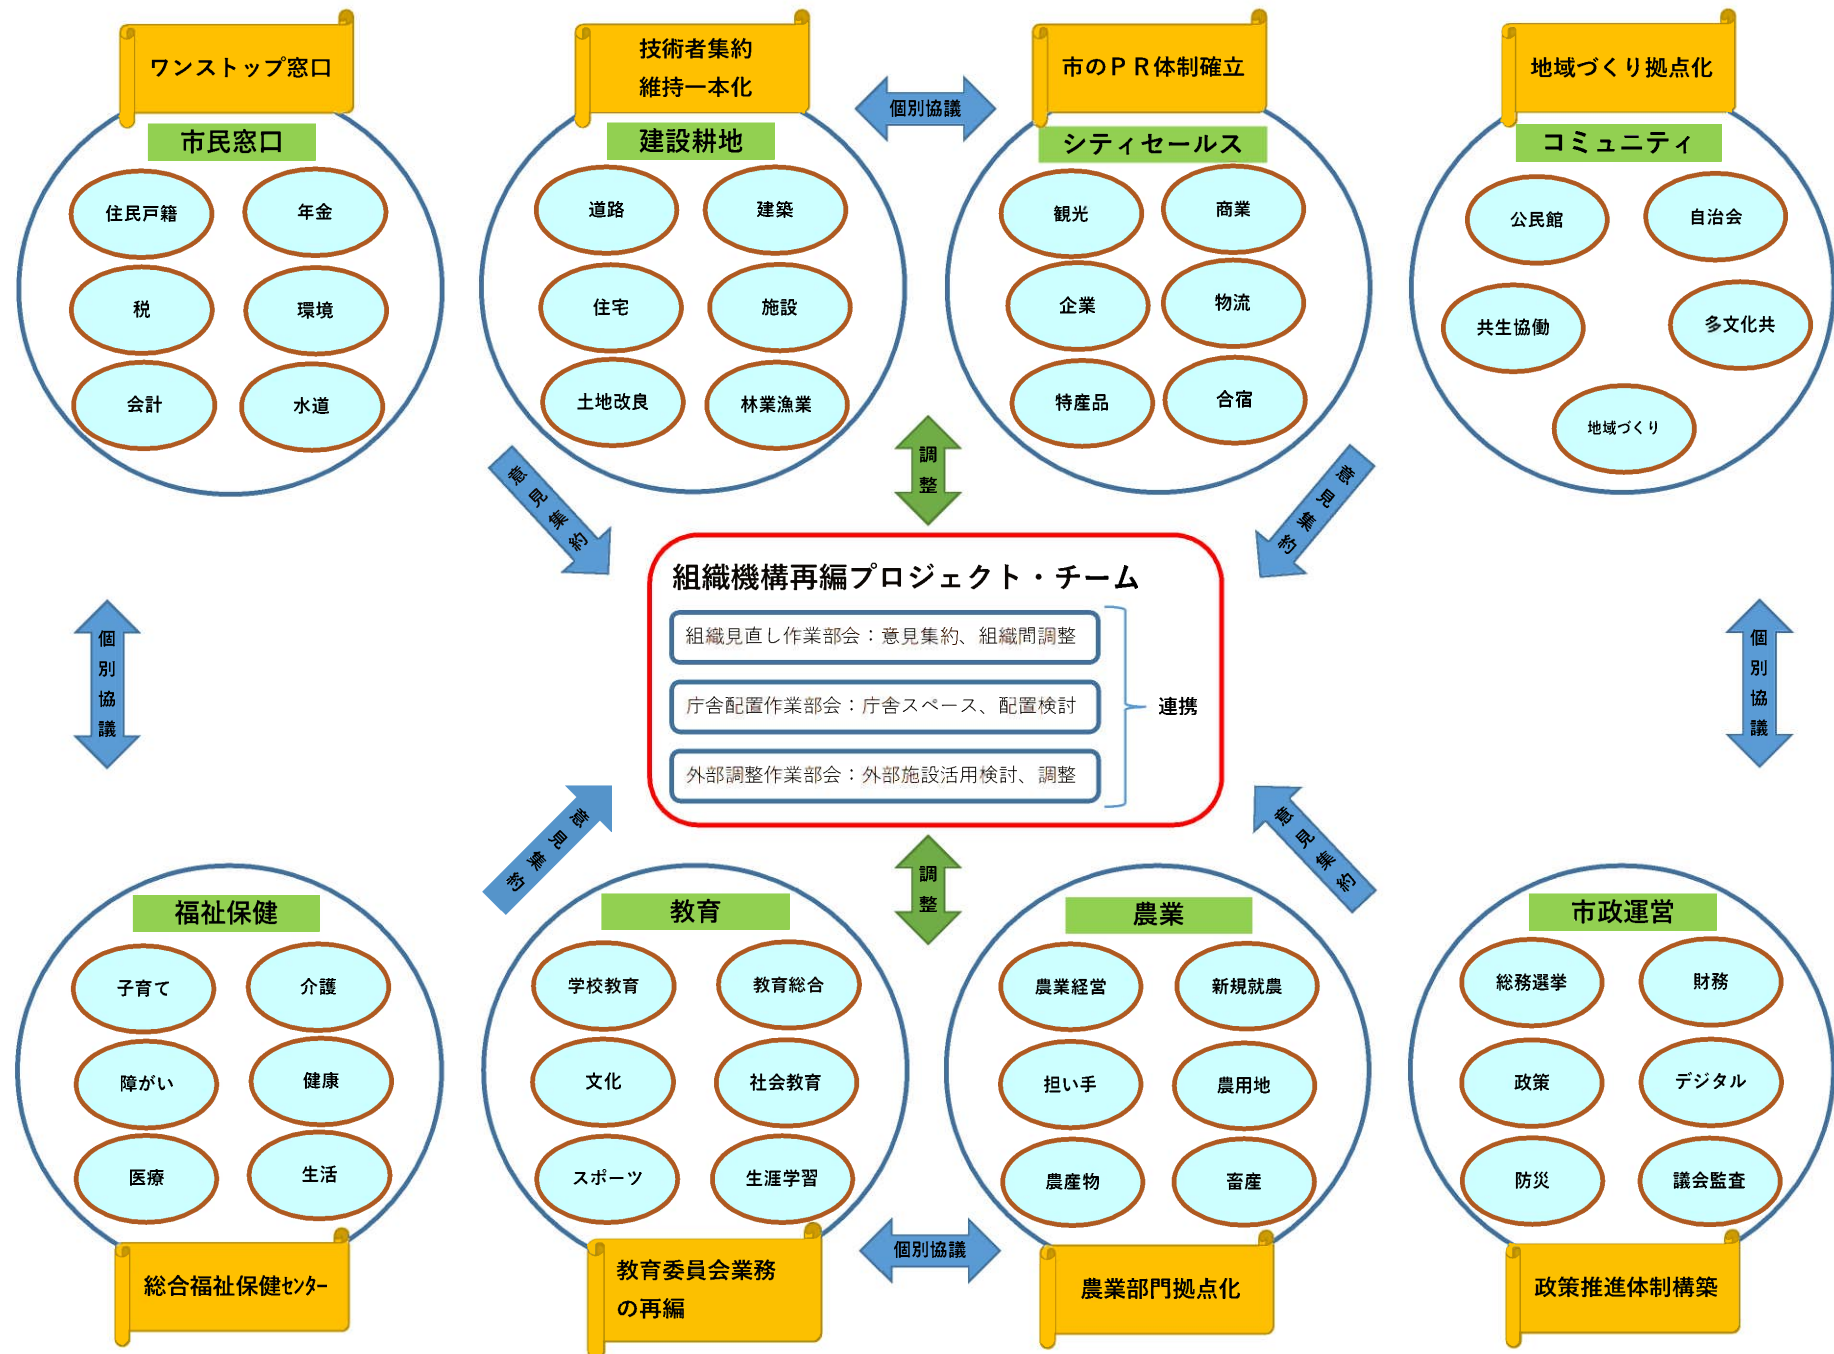 ワンストップ窓口
市民窓口
住民戸籍
年金
税
環境
会計
水道
技術者集約
維持一本化
建設耕地
道路
建築
住宅
施設
土地改良
林業漁業
個別協議
市のＰＲ体制確立
シティセールス
観光
商業
企業
物流
特産品
合宿
地域づくり拠点化
コミュニティ
公民館
自治会
共生協働
多文化共
地域づくり
意見集約
調整
意見集約
個別協議
組織機構再編プロジェクト・チーム
組織見直し作業部会：意見集約、組織間調整
庁舎配置作業部会：庁舎スペース、配置検討
外部調整作業部会：外部施設活用検討、調整
連携
個別協議
意見集約
調整
意見集約
福祉保健
子育て
介護
障がい
健康
医療
生活
総合福祉保健ｾﾝﾀｰ
教育
学校教育
教育総合
文化
社会教育
スポーツ
生涯学習
教育委員会業務
の再編
個別協議
農業
農業経営
新規就農
担い手
農用地
農産物
畜産
農業部門拠点化
市政運営
総務選挙
財務
政策
デジタル
防災
議会監査
政策推進体制構築